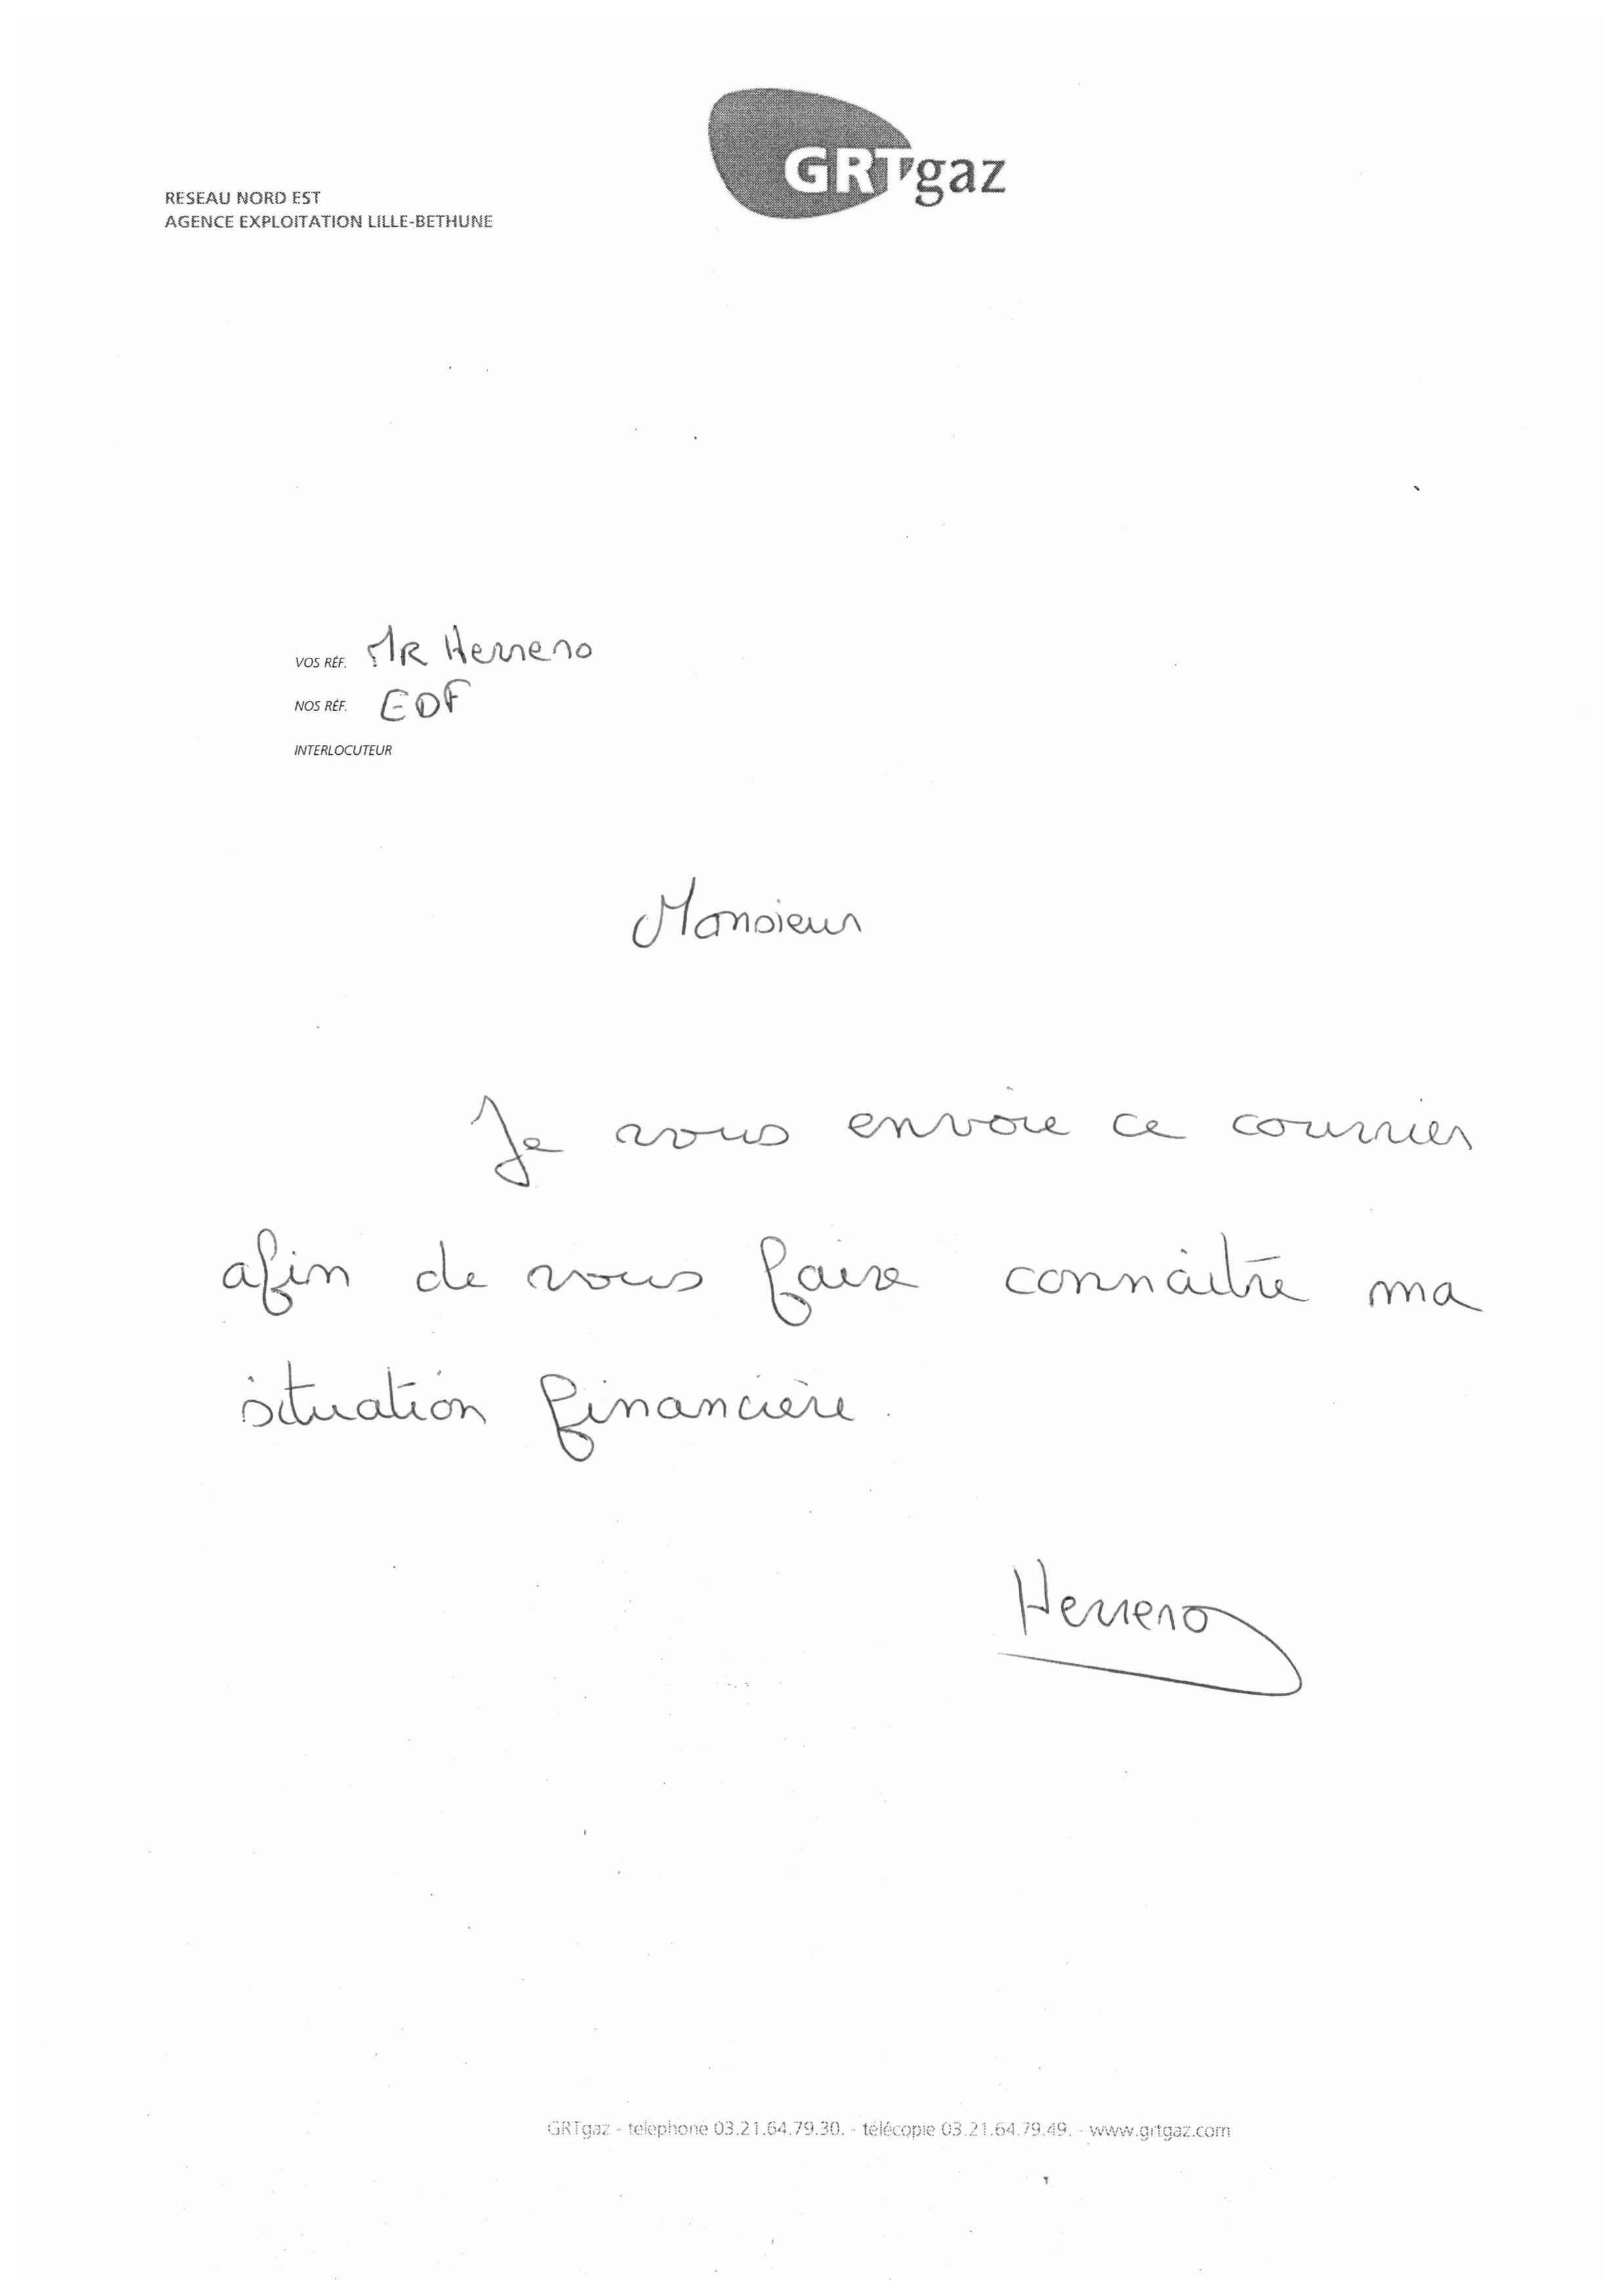 GRTgaz
RESEAU NORD EST
AGENCE EXPLOITATION LILLE-BETHUNE
VOS RÉF. MR Herrero
NOS RÉF. EDF
INTERLOCUTEUR
Monsieur
Je vous envoie ce courrier
afin de vous faire connaître ma
situation financière.
Herrero
GRTgaz - telephone 03.21.64.79.30. - télécopie 03.21.64.79.49. - www.grtgaz.com